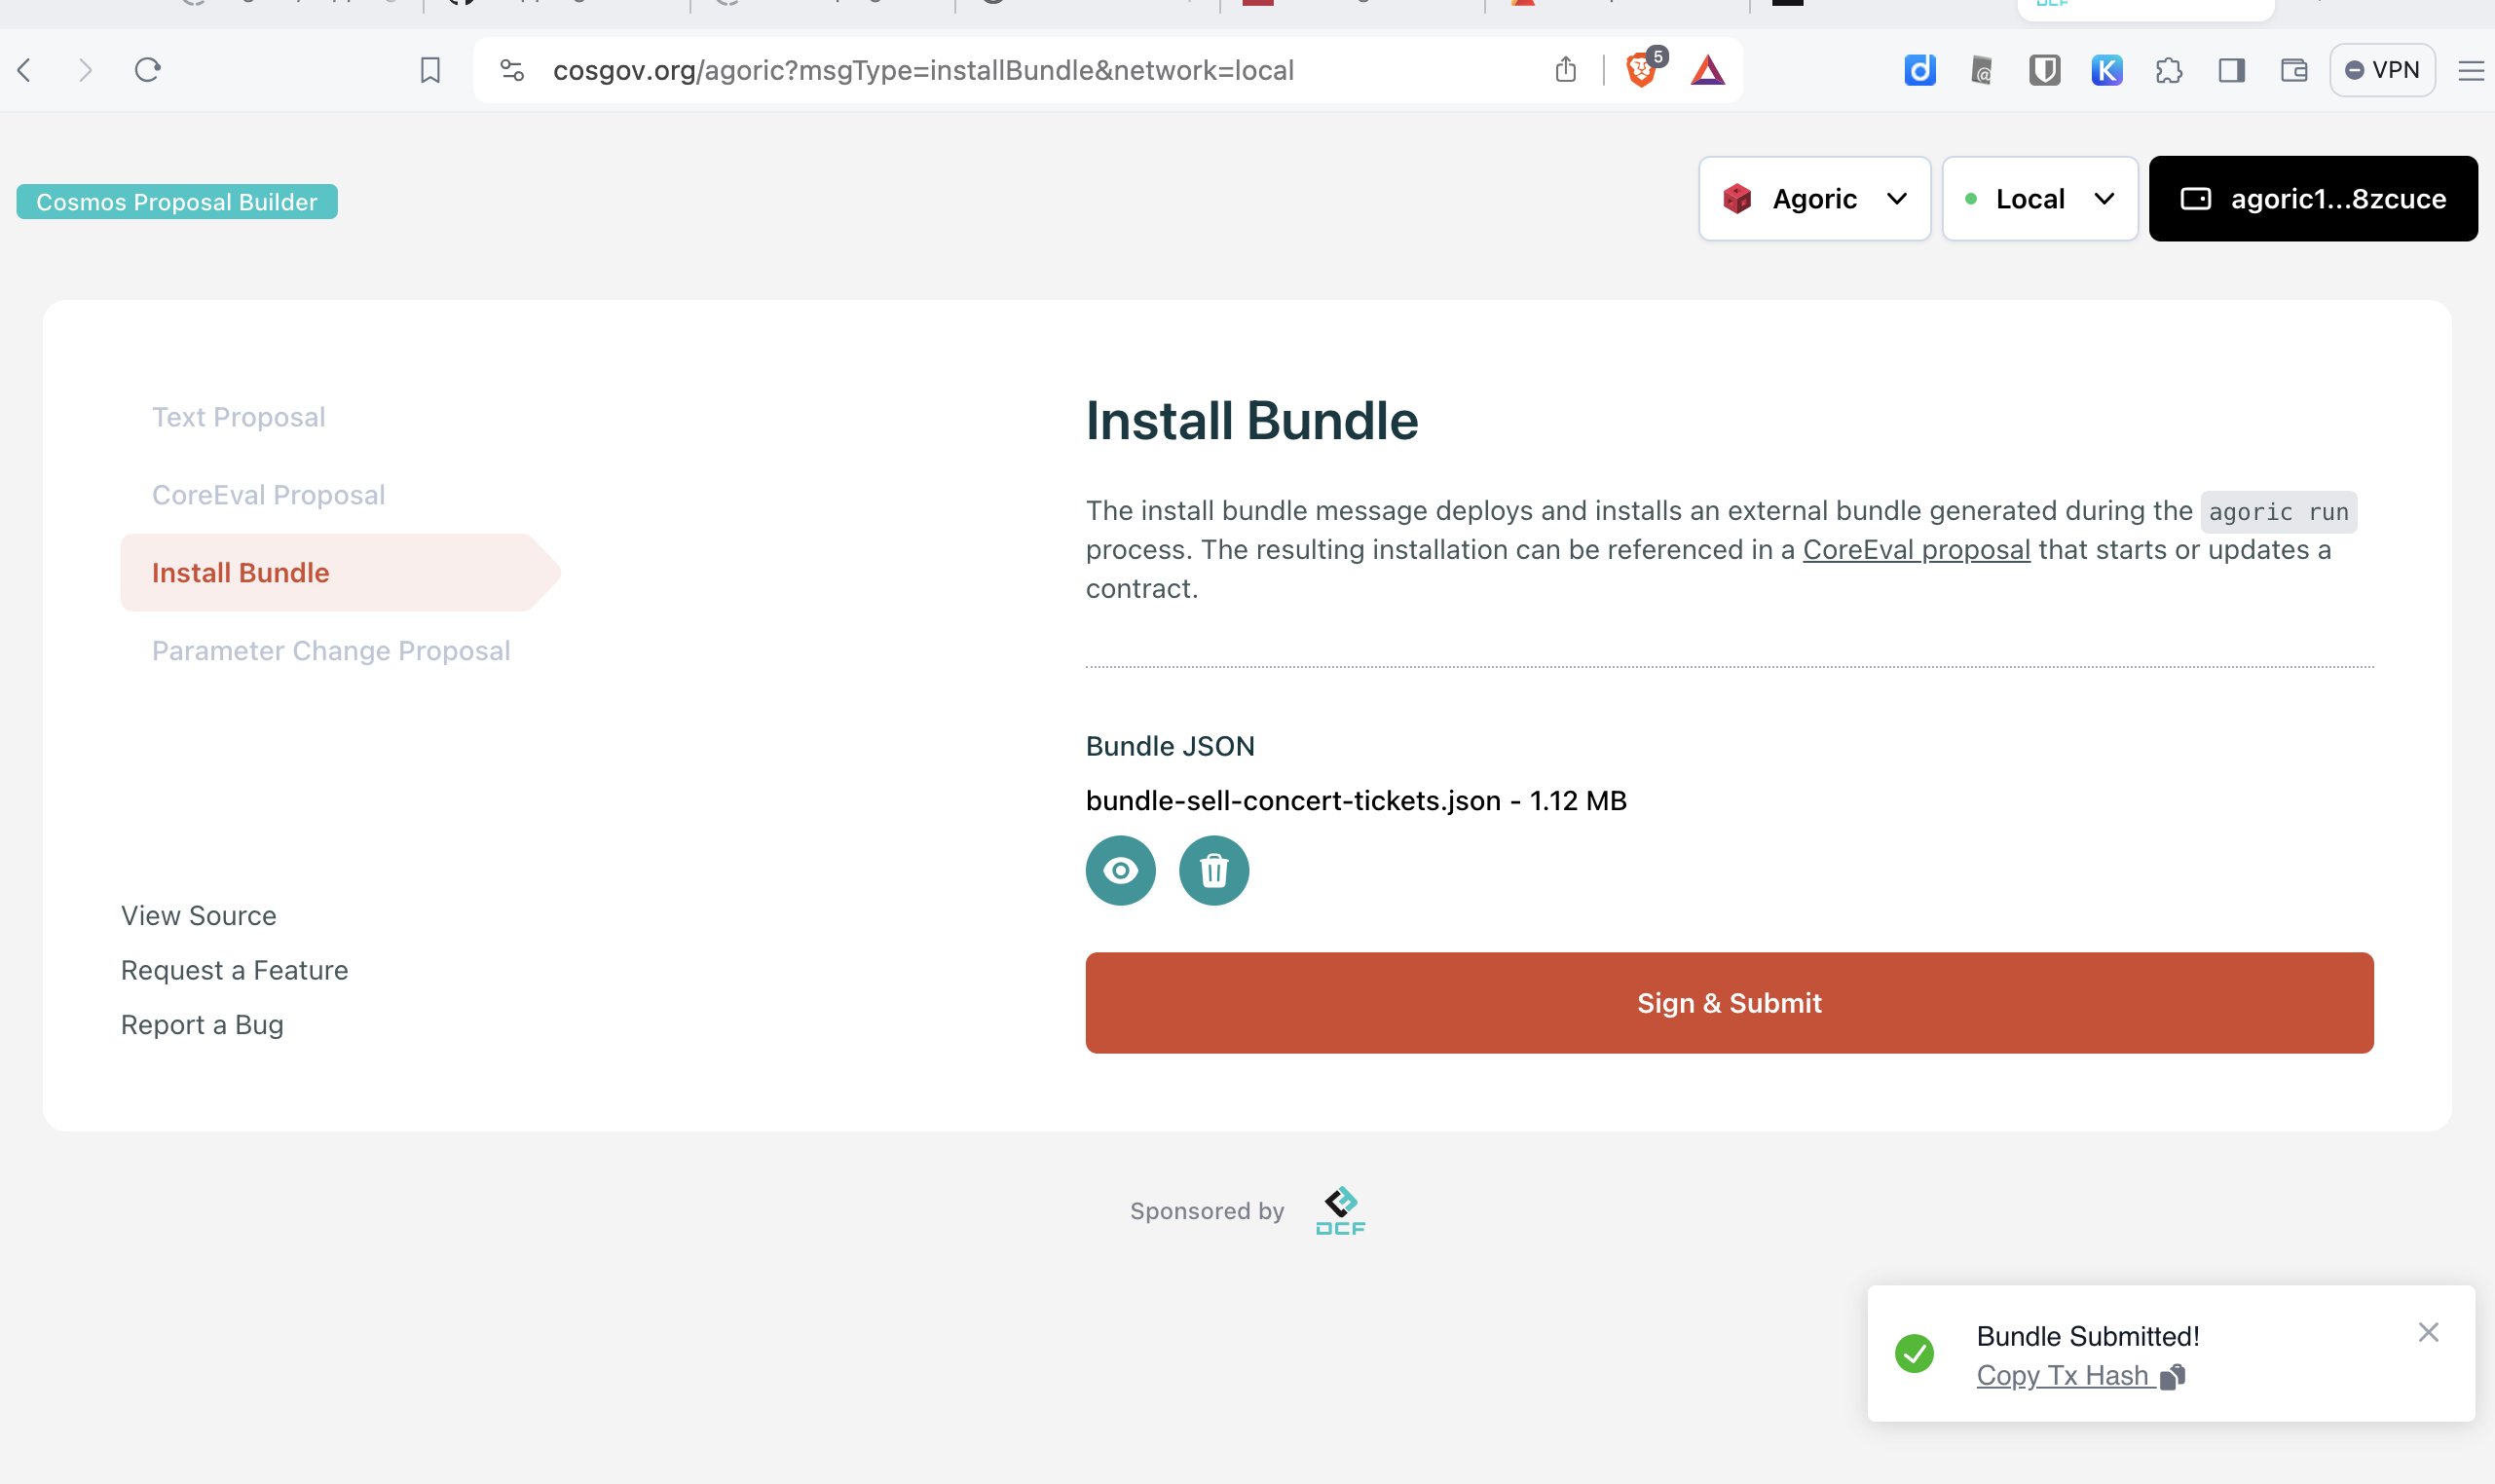 cosgov.org/agoric?msgType=installBundle&network=local
5
VPN
Cosmos Proposal Builder
Agoric
Local
agoric1...8zcuce
Text Proposal
CoreEval Proposal
Install Bundle
Parameter Change Proposal
View Source
Request a Feature
Report a Bug
Install Bundle
The install bundle message deploys and installs an external bundle generated during the agoric run
process. The resulting installation can be referenced in a CoreEval proposal that starts or updates a
contract.
Bundle JSON
bundle-sell-concert-tickets.json - 1.12 MB
Sign & Submit
Sponsored by
DCF
Bundle Submitted!
Copy Tx Hash